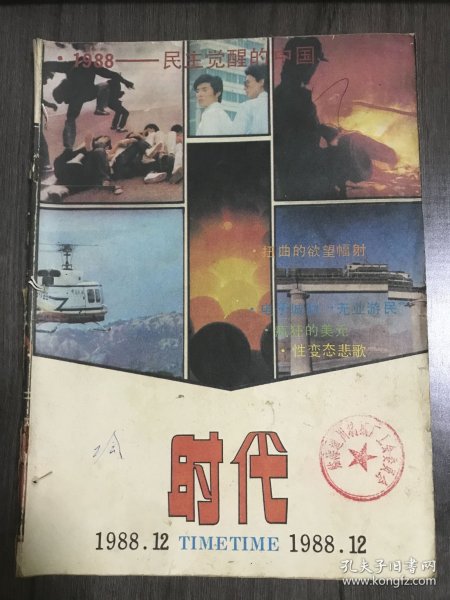 ·1988——民主觉醒的中国
·扭曲的欲望幅射
“无业游民”
·疯狂的美元
·性变态悲歌——
时代
1988.12 TIMETIME 1988.12
孔夫子旧书网
www.kongfz.com